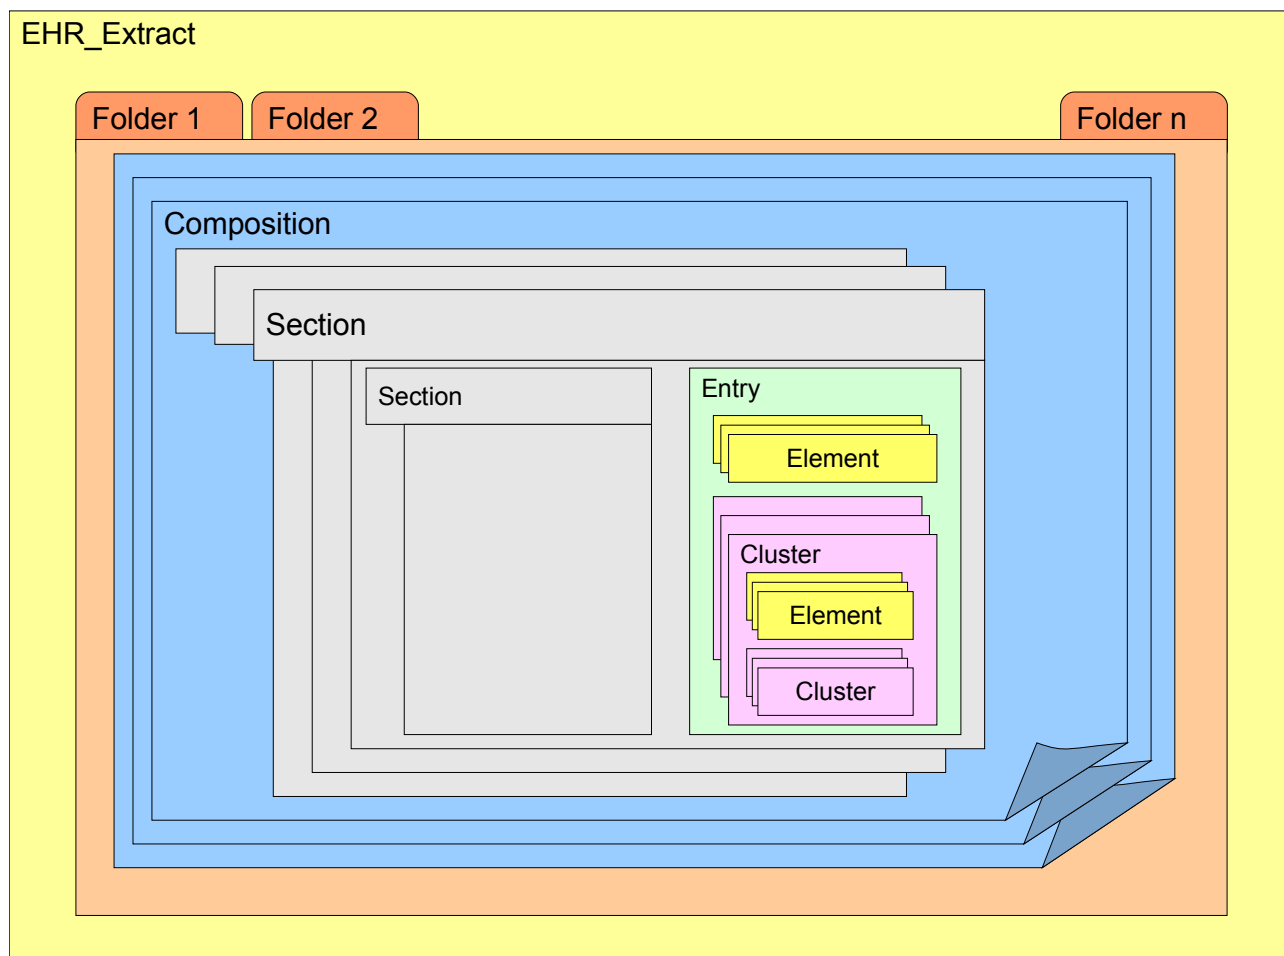 EHR_Extract
Folder 1
Folder 2
Folder n
Composition
Section
Section
Entry
Element
Cluster
Element
Cluster